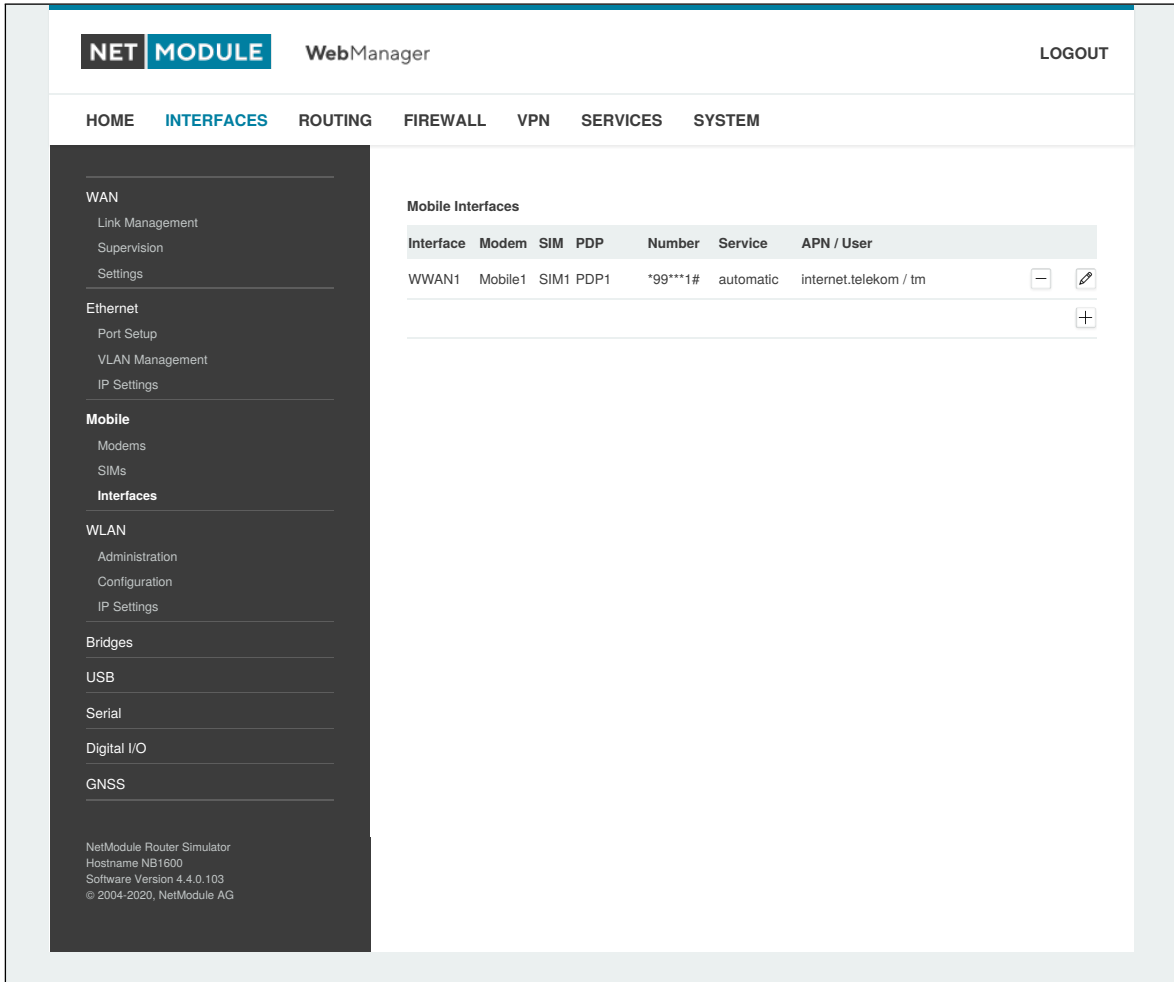 NET MODULE WebManager LOGOUT
HOME INTERFACES ROUTING FIREWALL VPN SERVICES SYSTEM
WAN
Link Management
Supervision
Settings
Ethernet
Port Setup
VLAN Management
IP Settings
Mobile
Modems
SIMs
Interfaces
WLAN
Administration
Configuration
IP Settings
Bridges
USB
Serial
Digital I/O
GNSS
NetModule Router Simulator
Hostname NB1600
Software Version 4.4.0.103
© 2004-2020, NetModule AG
Mobile Interfaces
Interface Modem SIM PDP Number Service APN / User
WWAN1 Mobile1 SIM1 PDP1 *99***1# automatic internet.telekom / tm